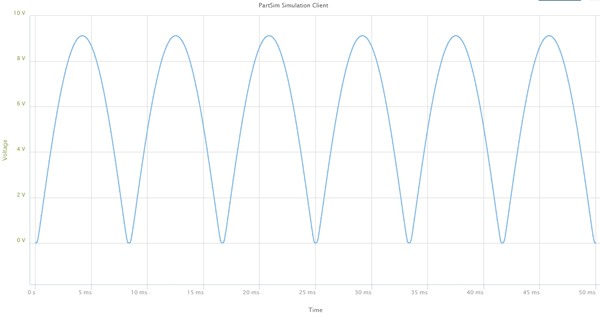 PartSim Simulation Client
10 V
8 V
6 V
4 V
2 V
0 V
Voltage
0 s 5 ms 10 ms 15 ms 20 ms 25 ms 30 ms 35 ms 40 ms 45 ms 50 ms
Time